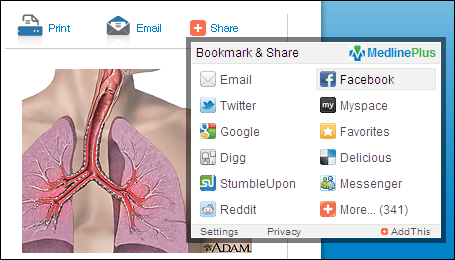 Print Email Share
Bookmark & Share MedlinePlus
Email Facebook
Twitter my Myspace
Google Favorites
Digg Delicious
StumbleUpon Messenger
Reddit More... (341)
Settings Privacy AddThis
ADAM.